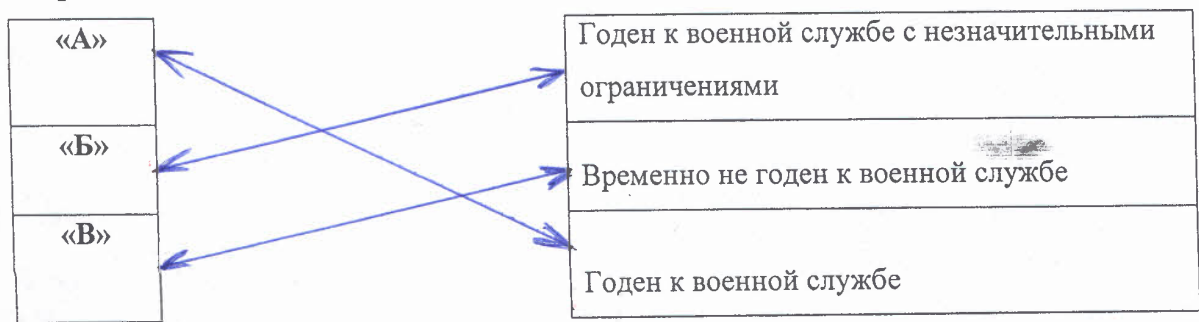 «А»
Годен к военной службе с незначительными
ограничениями
«Б»
Временно не годен к военной службе
«В»
Годен к военной службе